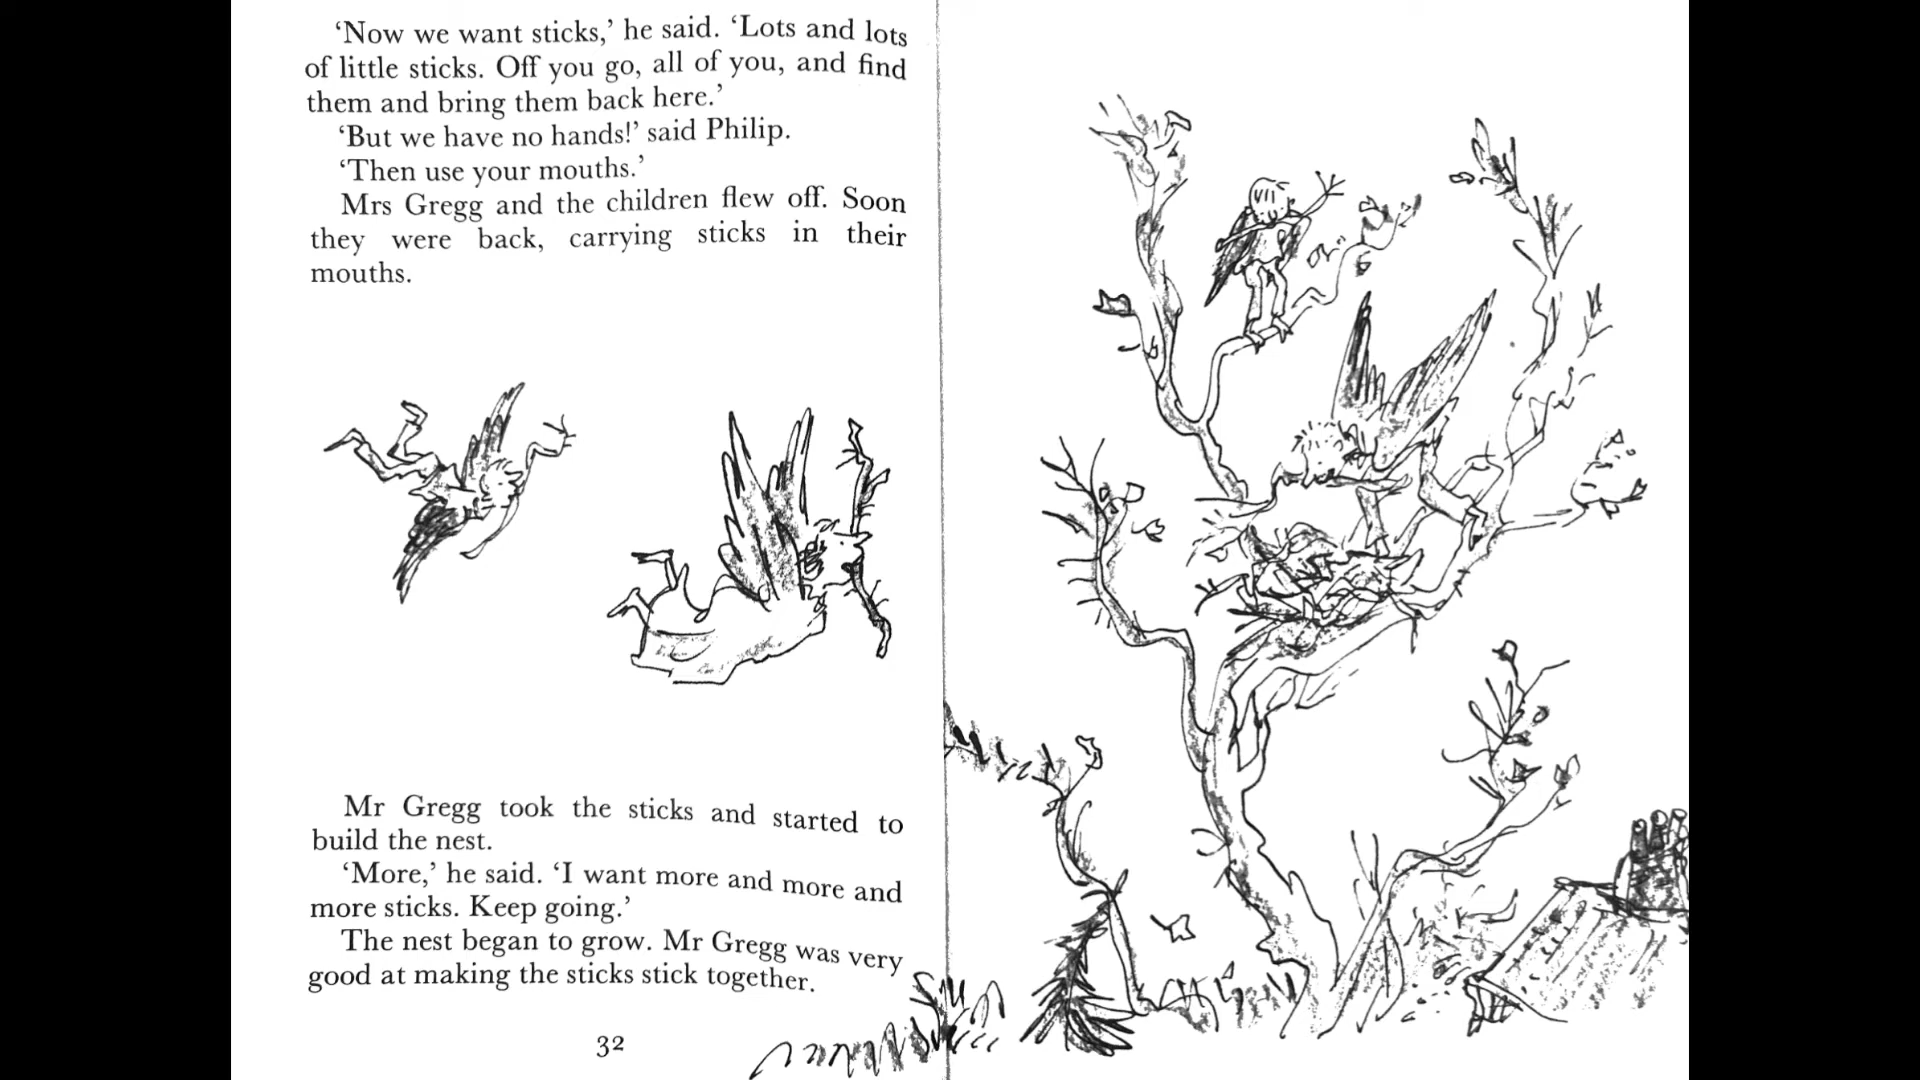 ‘Now we want sticks,’ he said. ‘Lots and lots
of little sticks. Off you go, all of you, and find
them and bring them back here.’
‘But we have no hands!’ said Philip.
‘Then use your mouths.’
Mrs Gregg and the children flew off. Soon
they were back, carrying sticks in their
mouths.
Mr Gregg took the sticks and started to
build the nest.
‘More,’ he said. ‘I want more and more and
more sticks. Keep going.’
The nest began to grow. Mr Gregg was very
good at making the sticks stick together.
32